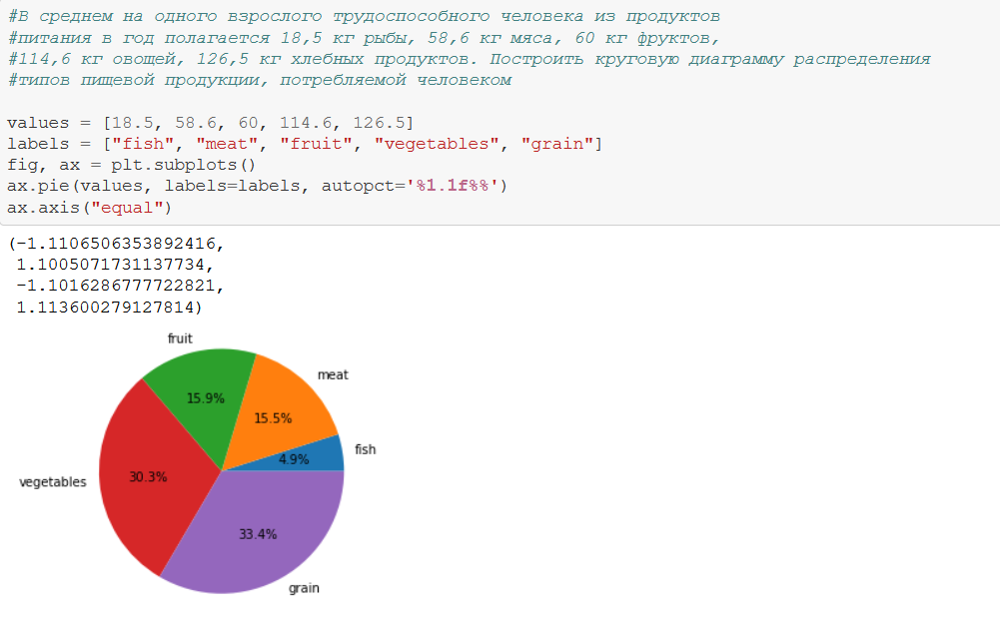 #В среднем на одного взрослого трудоспособного человека из продуктов
#питания в год полагается 18,5 кг рыбы, 58,6 кг мяса, 60 кг фруктов,
#114,6 кг овощей, 126,5 кг хлебных продуктов. Построить круговую диаграмму распределения
#типов пищевой продукции, потребляемой человеком
values = [18.5, 58.6, 60, 114.6, 126.5]
labels = ["fish", "meat", "fruit", "vegetables", "grain"]
fig, ax = plt.subplots()
ax.pie(values, labels=labels, autopct='%1.1f%%')
ax.axis("equal")
(-1.1106506353892416,
1.1005071731137734,
-1.1016286777722821,
1.113600279127814)
fruit
meat
15.9%
15.5%
fish
4.9%
30.3%
vegetables
33.4%
grain